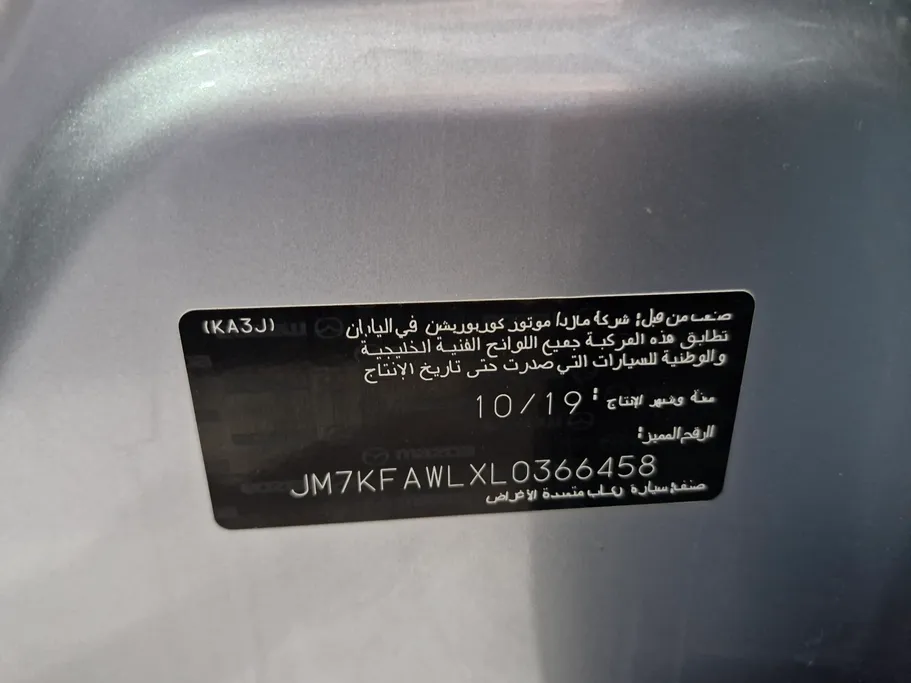 (KA3J)
صنعت من قبل: شركة مازدا موتور كوربوريشن في اليابان
تطابق هذه المركبة جميع اللوائح الفنية الخليجية
والوطنية للسيارات التي صدرت حتى تاريخ الإنتاج
سنة وشهر الإنتاج : 10/19
الرقم المميز:
JM7KFAWLXL0366458
صنف: سيارة ركاب متعددة الأغراض